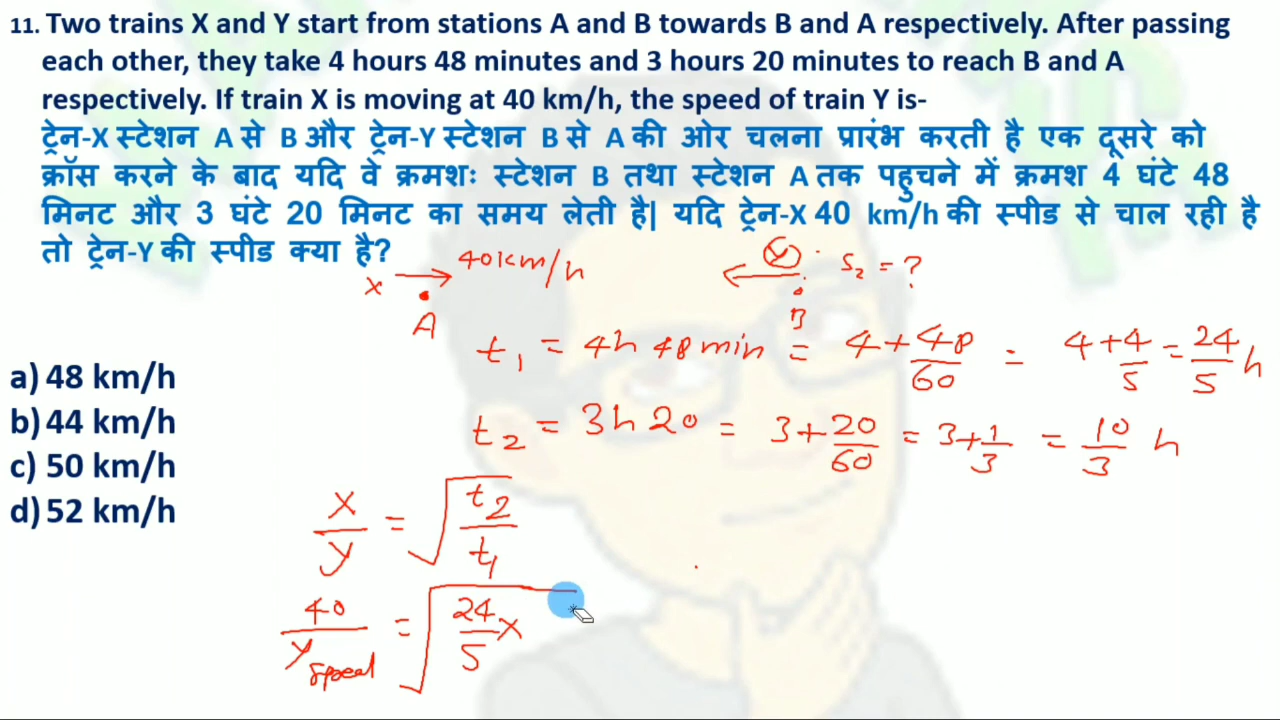 11. Two trains X and Y start from stations A and B towards B and A respectively. After passing
each other, they take 4 hours 48 minutes and 3 hours 20 minutes to reach B and A
respectively. If train X is moving at 40 km/h, the speed of train Y is-
ट्रेन-X स्टेशन A से B और ट्रेन-Y स्टेशन B से A की ओर चलना प्रारंभ करती है एक दूसरे को
क्रॉस करने के बाद यदि वे क्रमशः स्टेशन B तथा स्टेशन A तक पहुचने में क्रमश 4 घंटे 48
मिनट और 3 घंटे 20 मिनट का समय लेती है| यदि ट्रेन-X 40 km/h की स्पीड से चाल रही है
तो ट्रेन-Y की स्पीड क्या है?
x → 40km/h ← Y S₂ = ?
A B
t₁ = 4h 48min = 4+48/60 = 4+4/5 = 24/5 h
a) 48 km/h
b) 44 km/h
t₂ = 3h 20 = 3+20/60 = 3+1/3 = 10/3 h
c) 50 km/h
d) 52 km/h
x/y = √(t₂/t₁)
40/y speed = √(24/5 x